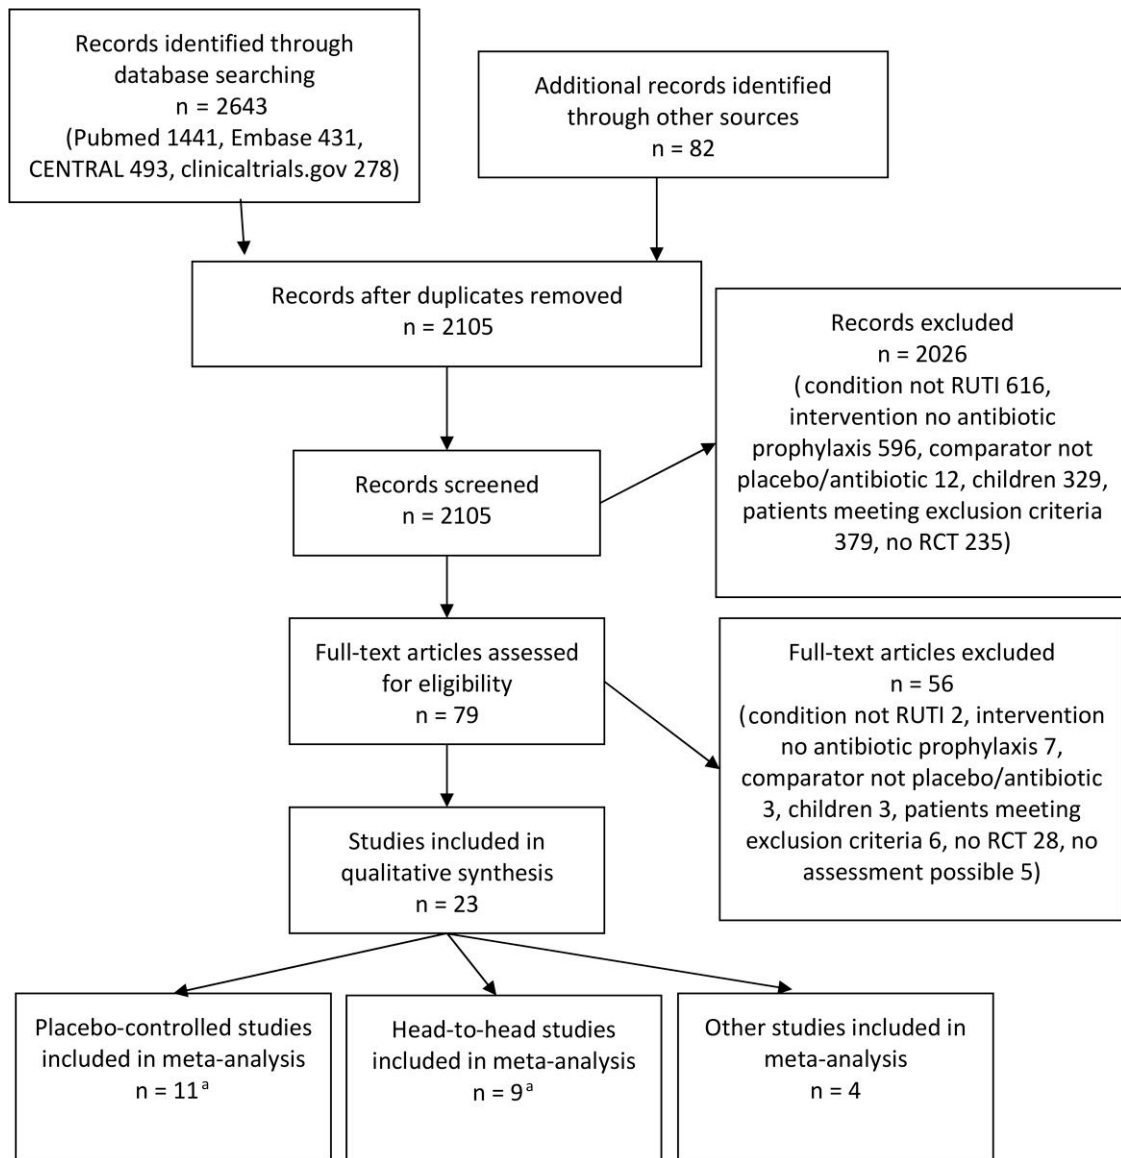 Records identified through
database searching
n = 2643
(Pubmed 1441, Embase 431,
CENTRAL 493, clinicaltrials.gov 278)
Additional records identified
through other sources
n = 82
Records after duplicates removed
n = 2105
Records screened
n = 2105
Records excluded
n = 2026
(condition not RUTI 616,
intervention no antibiotic
prophylaxis 596, comparator not
placebo/antibiotic 12, children 329,
patients meeting exclusion criteria
379, no RCT 235)
Full-text articles assessed
for eligibility
n = 79
Full-text articles excluded
n = 56
(condition not RUTI 2, intervention
no antibiotic prophylaxis 7,
comparator not placebo/antibiotic
3, children 3, patients meeting
exclusion criteria 6, no RCT 28, no
assessment possible 5)
Studies included in
qualitative synthesis
n = 23
Placebo-controlled studies
included in meta-analysis
n = 11ᵃ
Head-to-head studies
included in meta-analysis
n = 9ᵃ
Other studies included in
meta-analysis
n = 4